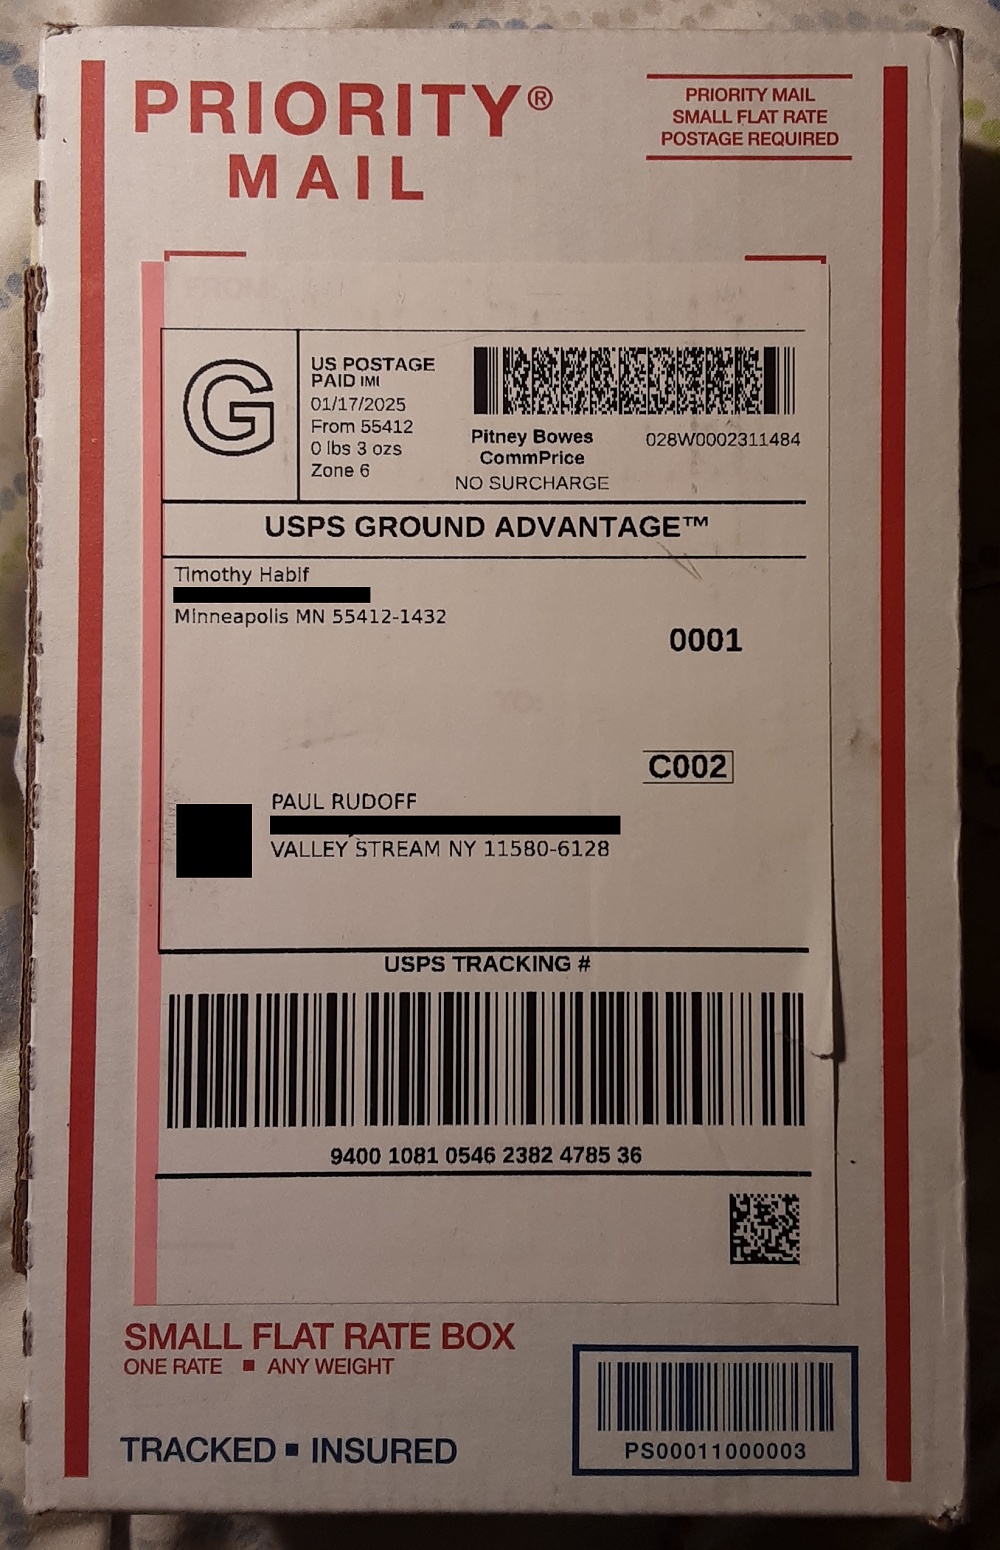 PRIORITY®
MAIL
PRIORITY MAIL
SMALL FLAT RATE
POSTAGE REQUIRED
FROM:
G
US POSTAGE
PAID IMI
01/17/2025
From 55412
0 lbs 3 ozs
Zone 6
Pitney Bowes
CommPrice
NO SURCHARGE
028W0002311484
USPS GROUND ADVANTAGE™
Timothy Habif
Minneapolis MN 55412-1432
0001
TO:
C002
PAUL RUDOFF
VALLEY STREAM NY 11580-6128
USPS TRACKING #
9400 1081 0546 2382 4785 36
SMALL FLAT RATE BOX
ONE RATE ■ ANY WEIGHT
TRACKED ■ INSURED
PS00011000003